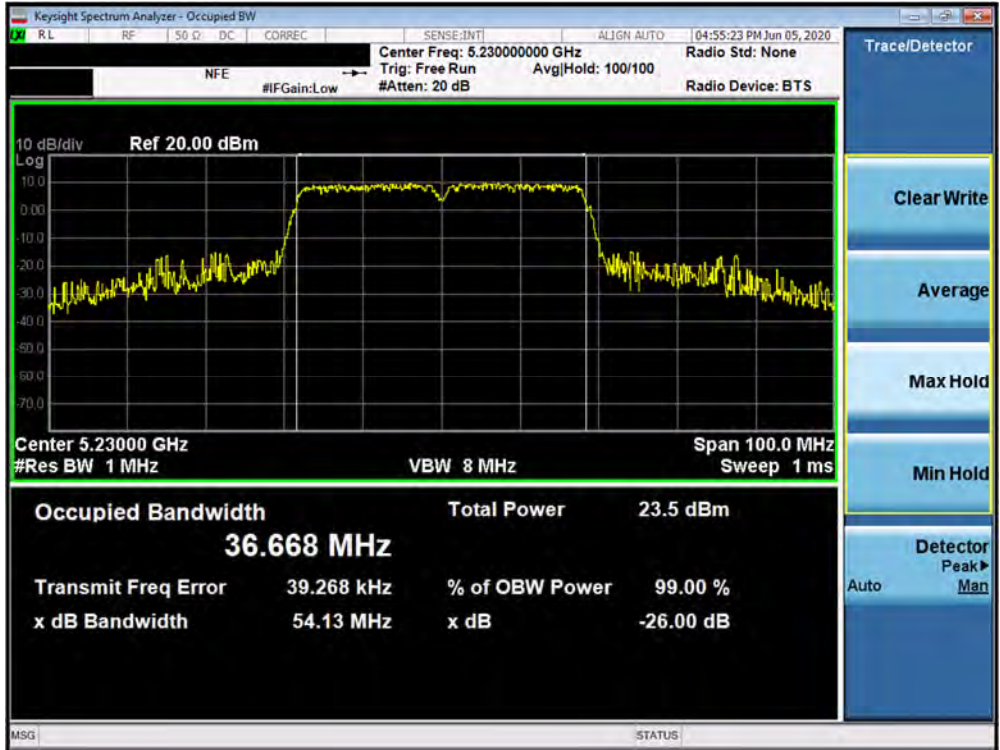 Keysight Spectrum Analyzer - Occupied BW
LXI RL RF 50 Ω DC CORREC SENSE:INT ALIGN AUTO 04:55:23 PM Jun 05, 2020
Center Freq: 5.230000000 GHz Radio Std: None
NFE Trig: Free Run Avg|Hold: 100/100
#IFGain:Low #Atten: 20 dB Radio Device: BTS
Trace/Detector
10 dB/div Ref 20.00 dBm
Log
10.0
0.00
-10.0
-20.0
-30.0
-40.0
-50.0
-60.0
-70.0
Center 5.23000 GHz Span 100.0 MHz
#Res BW 1 MHz VBW 8 MHz Sweep 1 ms
Occupied Bandwidth Total Power 23.5 dBm
36.668 MHz
Transmit Freq Error 39.268 kHz % of OBW Power 99.00 %
x dB Bandwidth 54.13 MHz x dB -26.00 dB
Clear Write
Average
Max Hold
Min Hold
Detector
Peak▶
Auto Man
MSG STATUS